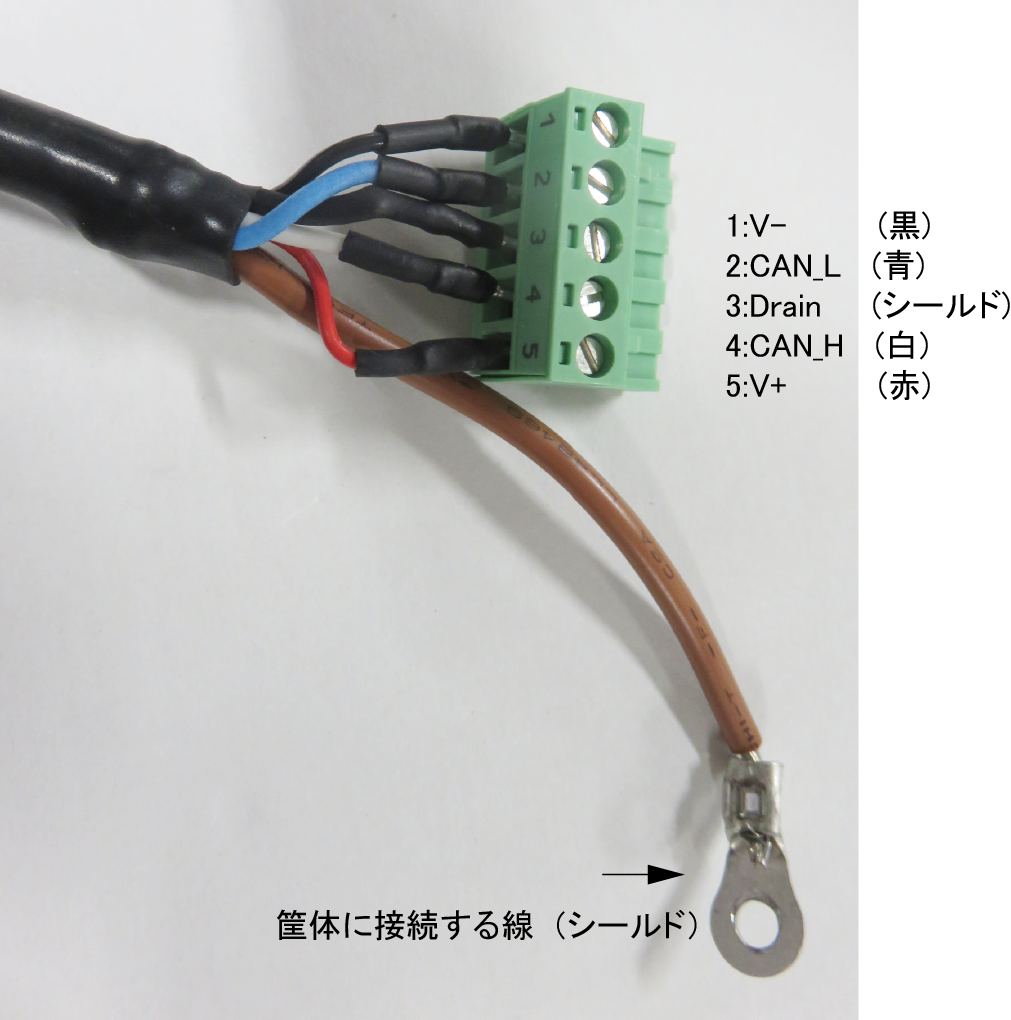 1
2
3
4
5
1:V- （黒）
2:CAN_L （青）
3:Drain （シールド）
4:CAN_H （白）
5:V+ （赤）
筐体に接続する線 （シールド）